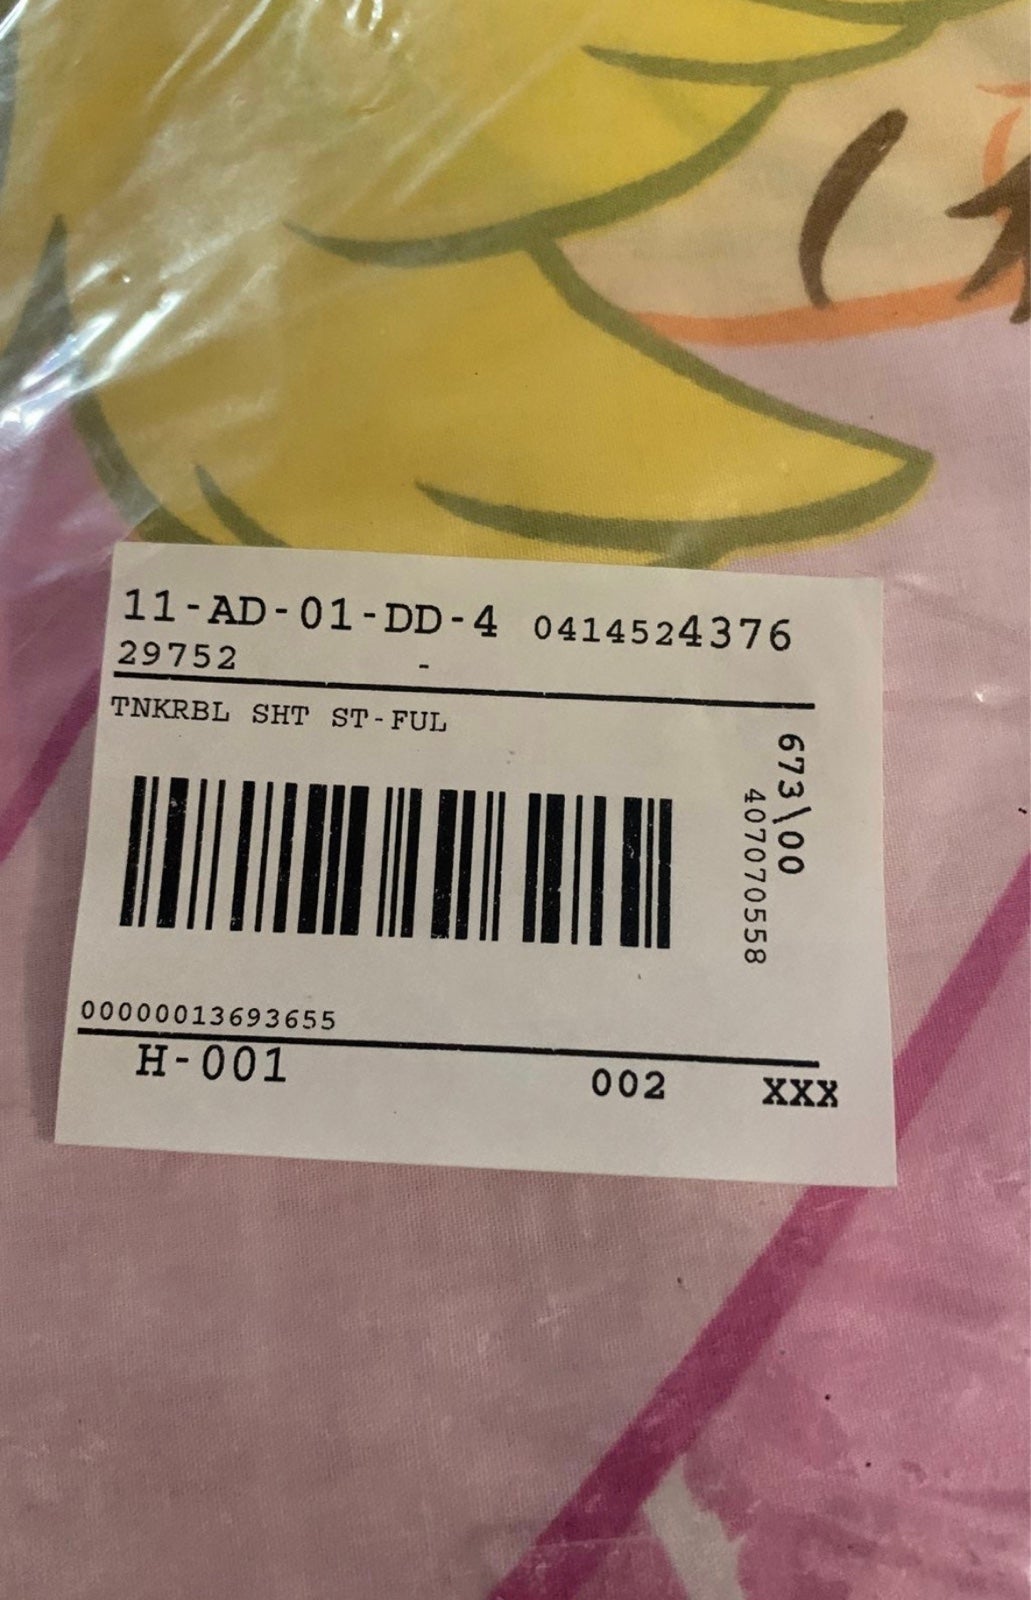 11-AD-01-DD-4 0414524376
29752 -
TNKRBL SHT ST-FUL
673\00
407070558
00000013693655
H-001 002 XXX